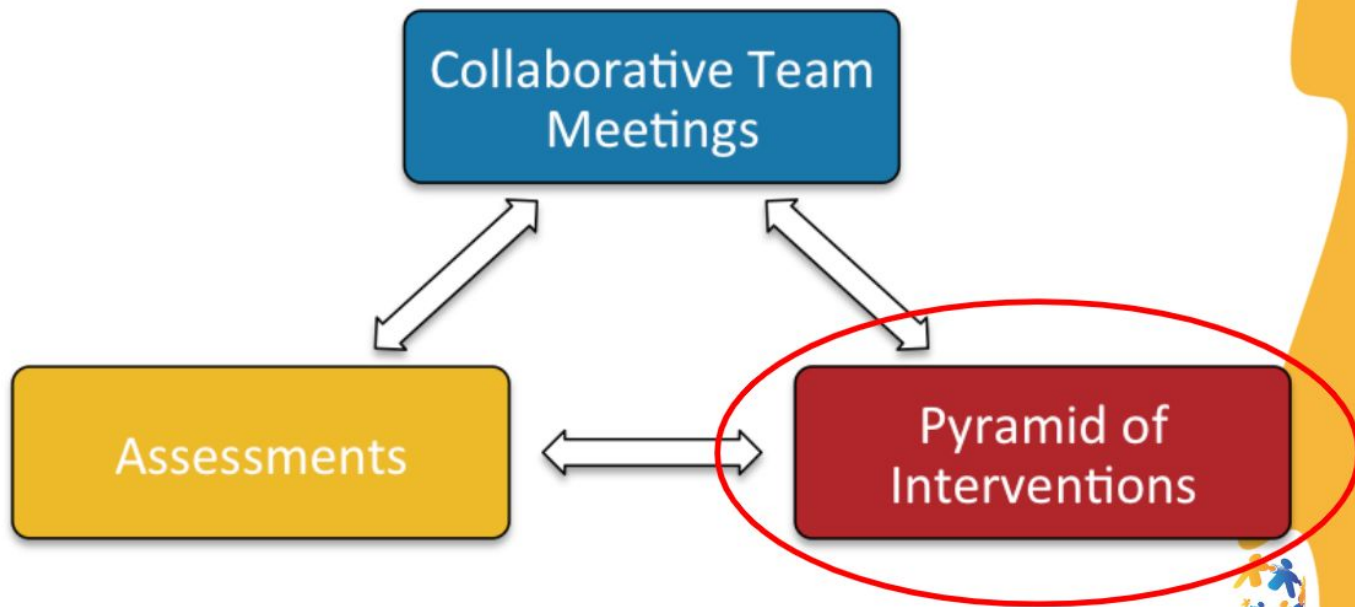 Collaborative Team
Meetings
Assessments
Pyramid of
Interventions